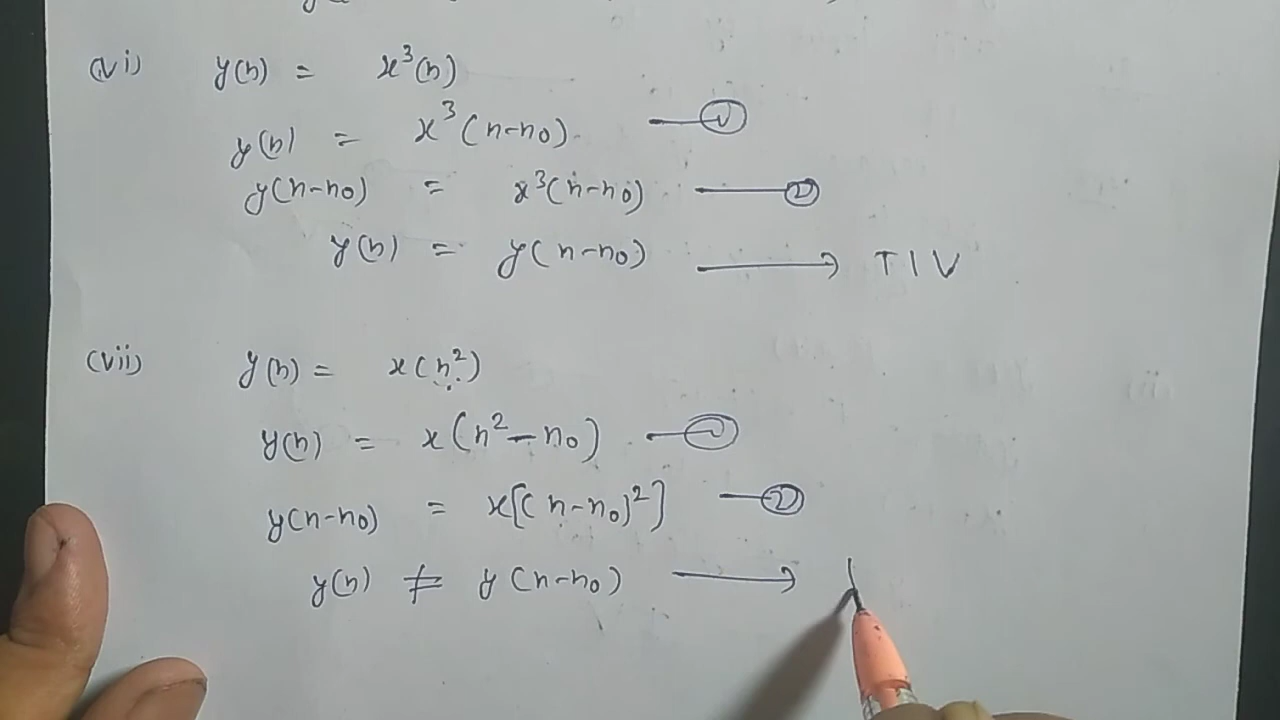 (vi) y(n) = x³(n)
y(n) = x³(n-n₀) — ①
y(n-n₀) = x³(n-n₀) — ②
y(n) = y(n-n₀) → TIV
(vii) y(n) = x(n²)
y(n) = x(n²-n₀) — ①
y(n-n₀) = x[(n-n₀)²] — ②
y(n) ≠ y(n-n₀) →